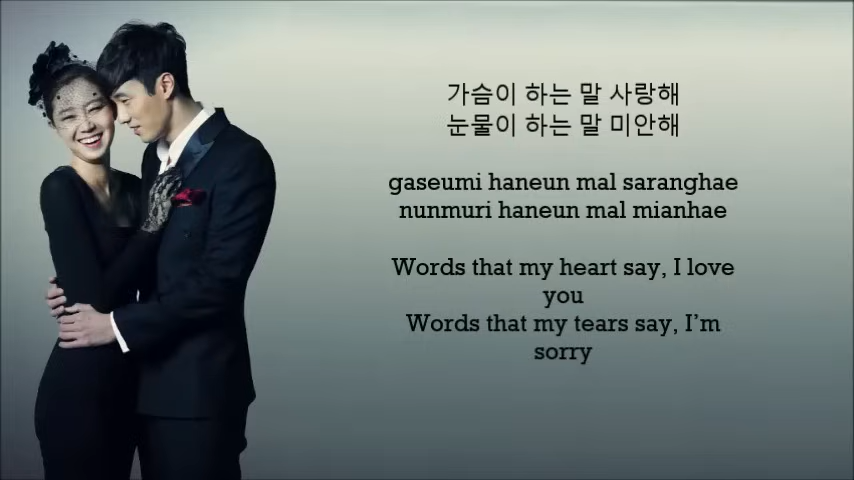 가슴이 하는 말 사랑해
눈물이 하는 말 미안해
gaseumi haneun mal saranghae
nunmuri haneun mal mianhae
Words that my heart say, I love
you
Words that my tears say, I’m
sorry